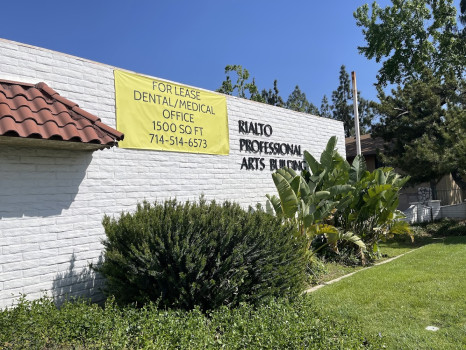 FOR LEASE
DENTAL/MEDICAL
OFFICE
1500 SQ FT
714-514-6573
RIALTO
PROFESSIONAL
ARTS BUILDING